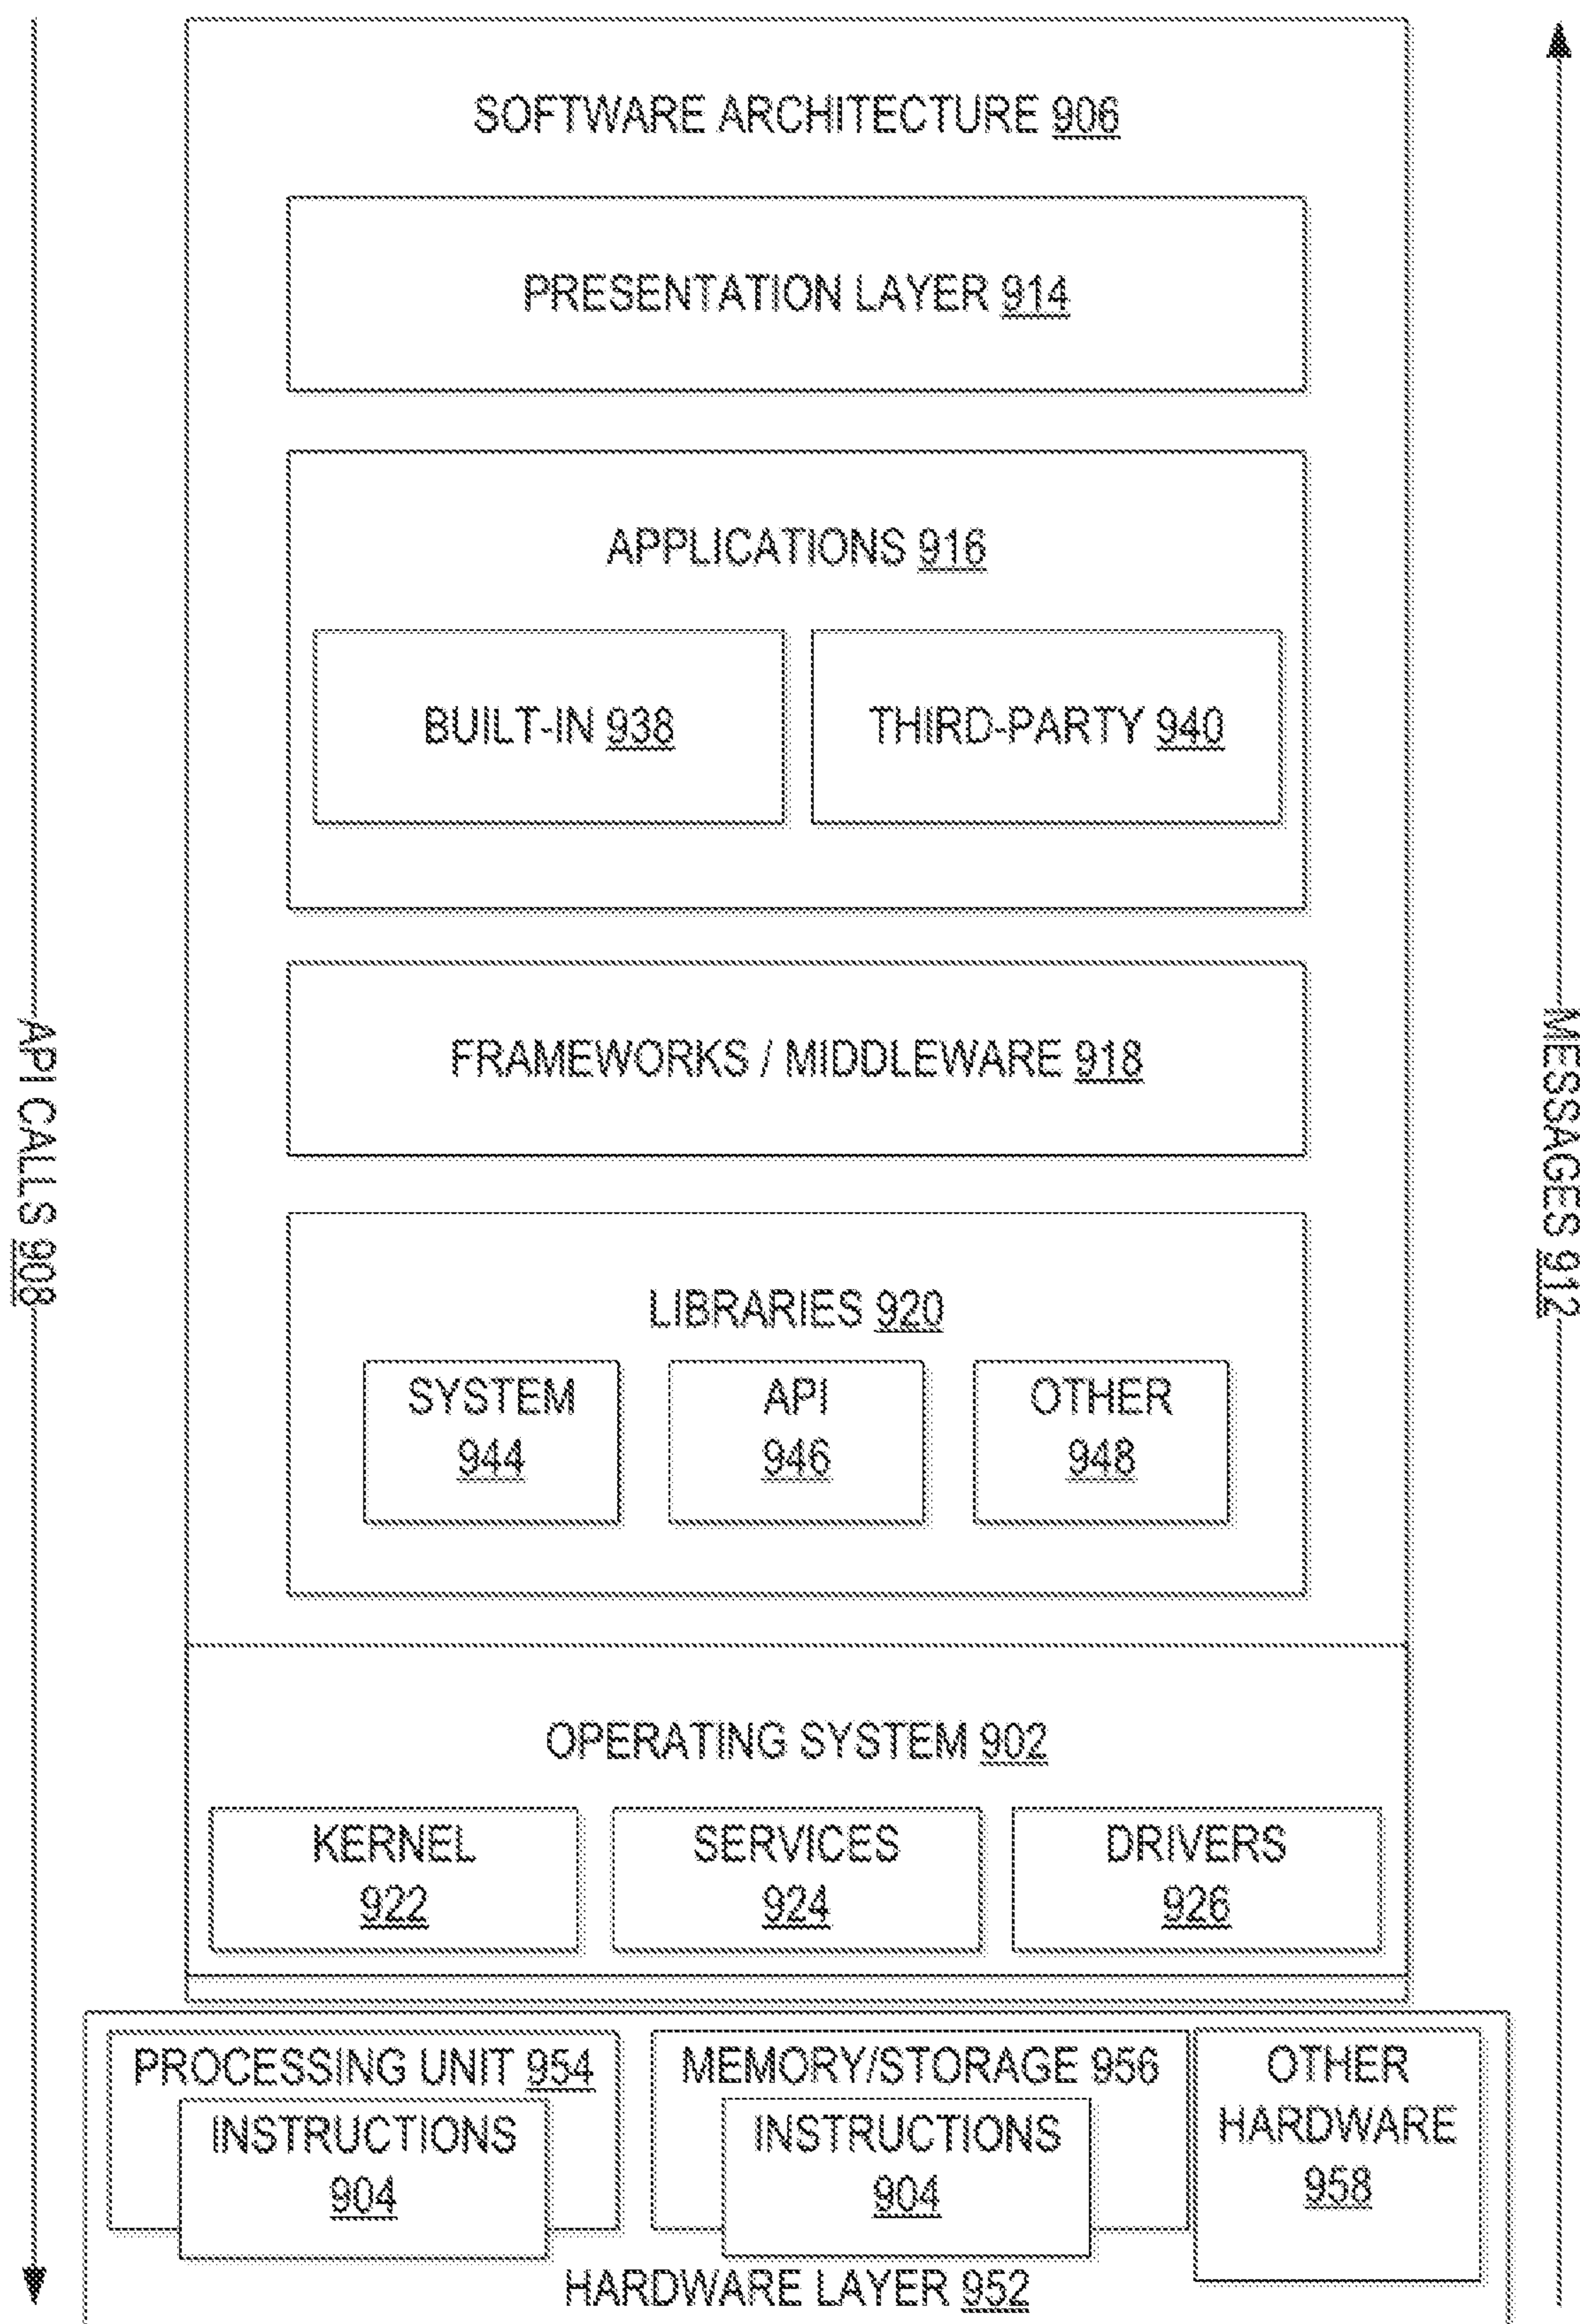 SOFTWARE ARCHITECTURE 906
PRESENTATION LAYER 914
APPLICATIONS 916
BUILT-IN 938
THIRD-PARTY 940
FRAMEWORKS / MIDDLEWARE 918
API CALLS 908
MESSAGES 912
LIBRARIES 920
SYSTEM
944
API
946
OTHER
948
OPERATING SYSTEM 902
KERNEL
922
SERVICES
924
DRIVERS
926
PROCESSING UNIT 954
INSTRUCTIONS
904
MEMORY/STORAGE 956
INSTRUCTIONS
904
OTHER
HARDWARE
958
HARDWARE LAYER 952